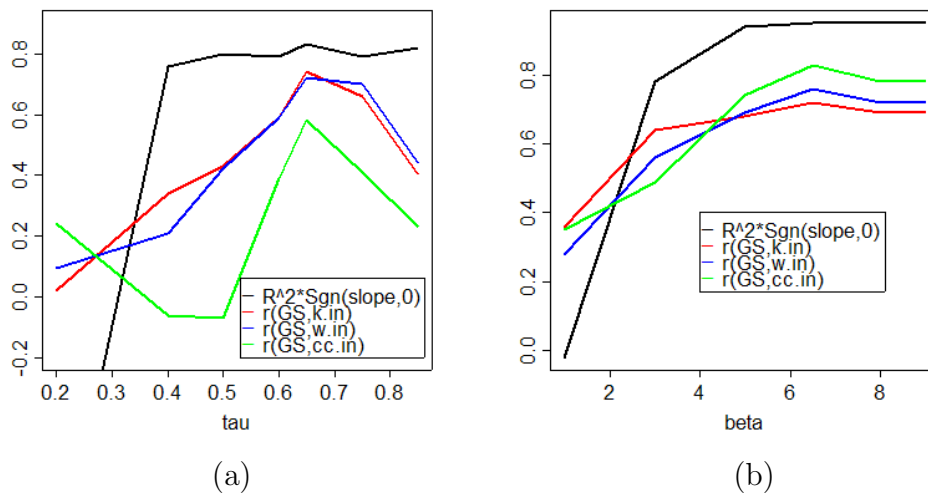 0.8
0.6
0.4
0.2
0.0
-0.2
R^2*Sgn(slope,0)
r(GS,k.in)
r(GS,w.in)
r(GS,cc.in)
0.2 0.3 0.4 0.5 0.6 0.7 0.8
tau
(a)
0.8
0.6
0.4
0.2
0.0
R^2*Sgn(slope,0)
r(GS,k.in)
r(GS,w.in)
r(GS,cc.in)
2 4 6 8
beta
(b)